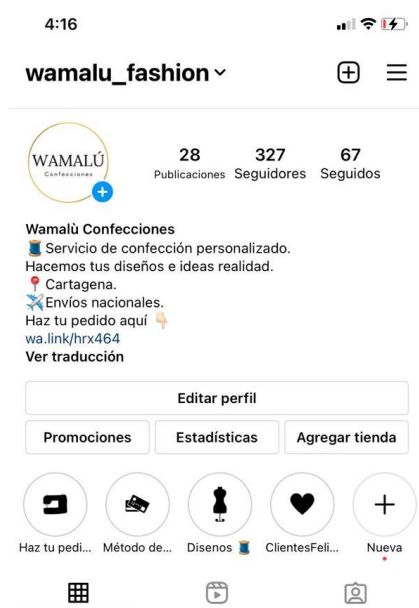 4:16
wamalu_fashion
WAMALÚ
Confecciones
28 327 67
Publicaciones Seguidores Seguidos
Wamalù Confecciones
🧵 Servicio de confección personalizado.
Hacemos tus diseños e ideas realidad.
📍 Cartagena.
✈️Envíos nacionales.
Haz tu pedido aquí 👇🏻
wa.link/hrx464
Ver traducción
Editar perfil
Promociones Estadísticas Agregar tienda
Haz tu pedi... Método de... Disenos 🧵 ClientesFeli... Nueva